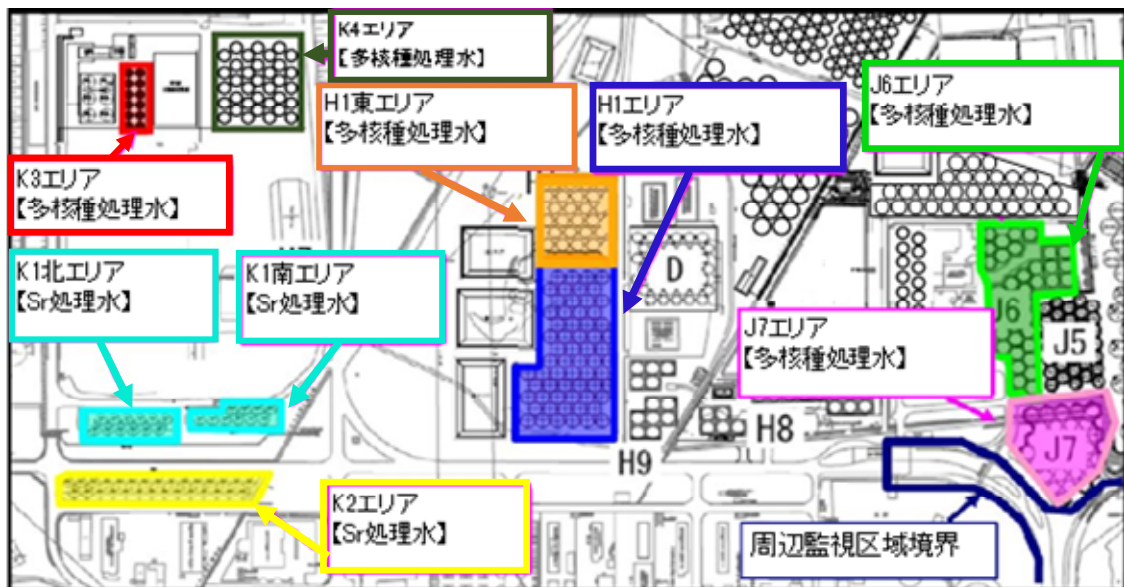 K4エリア
【多核種処理水】
H1東エリア
【多核種処理水】
H1エリア
【多核種処理水】
J6エリア
【多核種処理水】
K3エリア
【多核種処理水】
K1北エリア
【Sr処理水】
K1南エリア
【Sr処理水】
D
J6
J5
J7エリア
【多核種処理水】
J7
H8
H9
K2エリア
【Sr処理水】
周辺監視区域境界